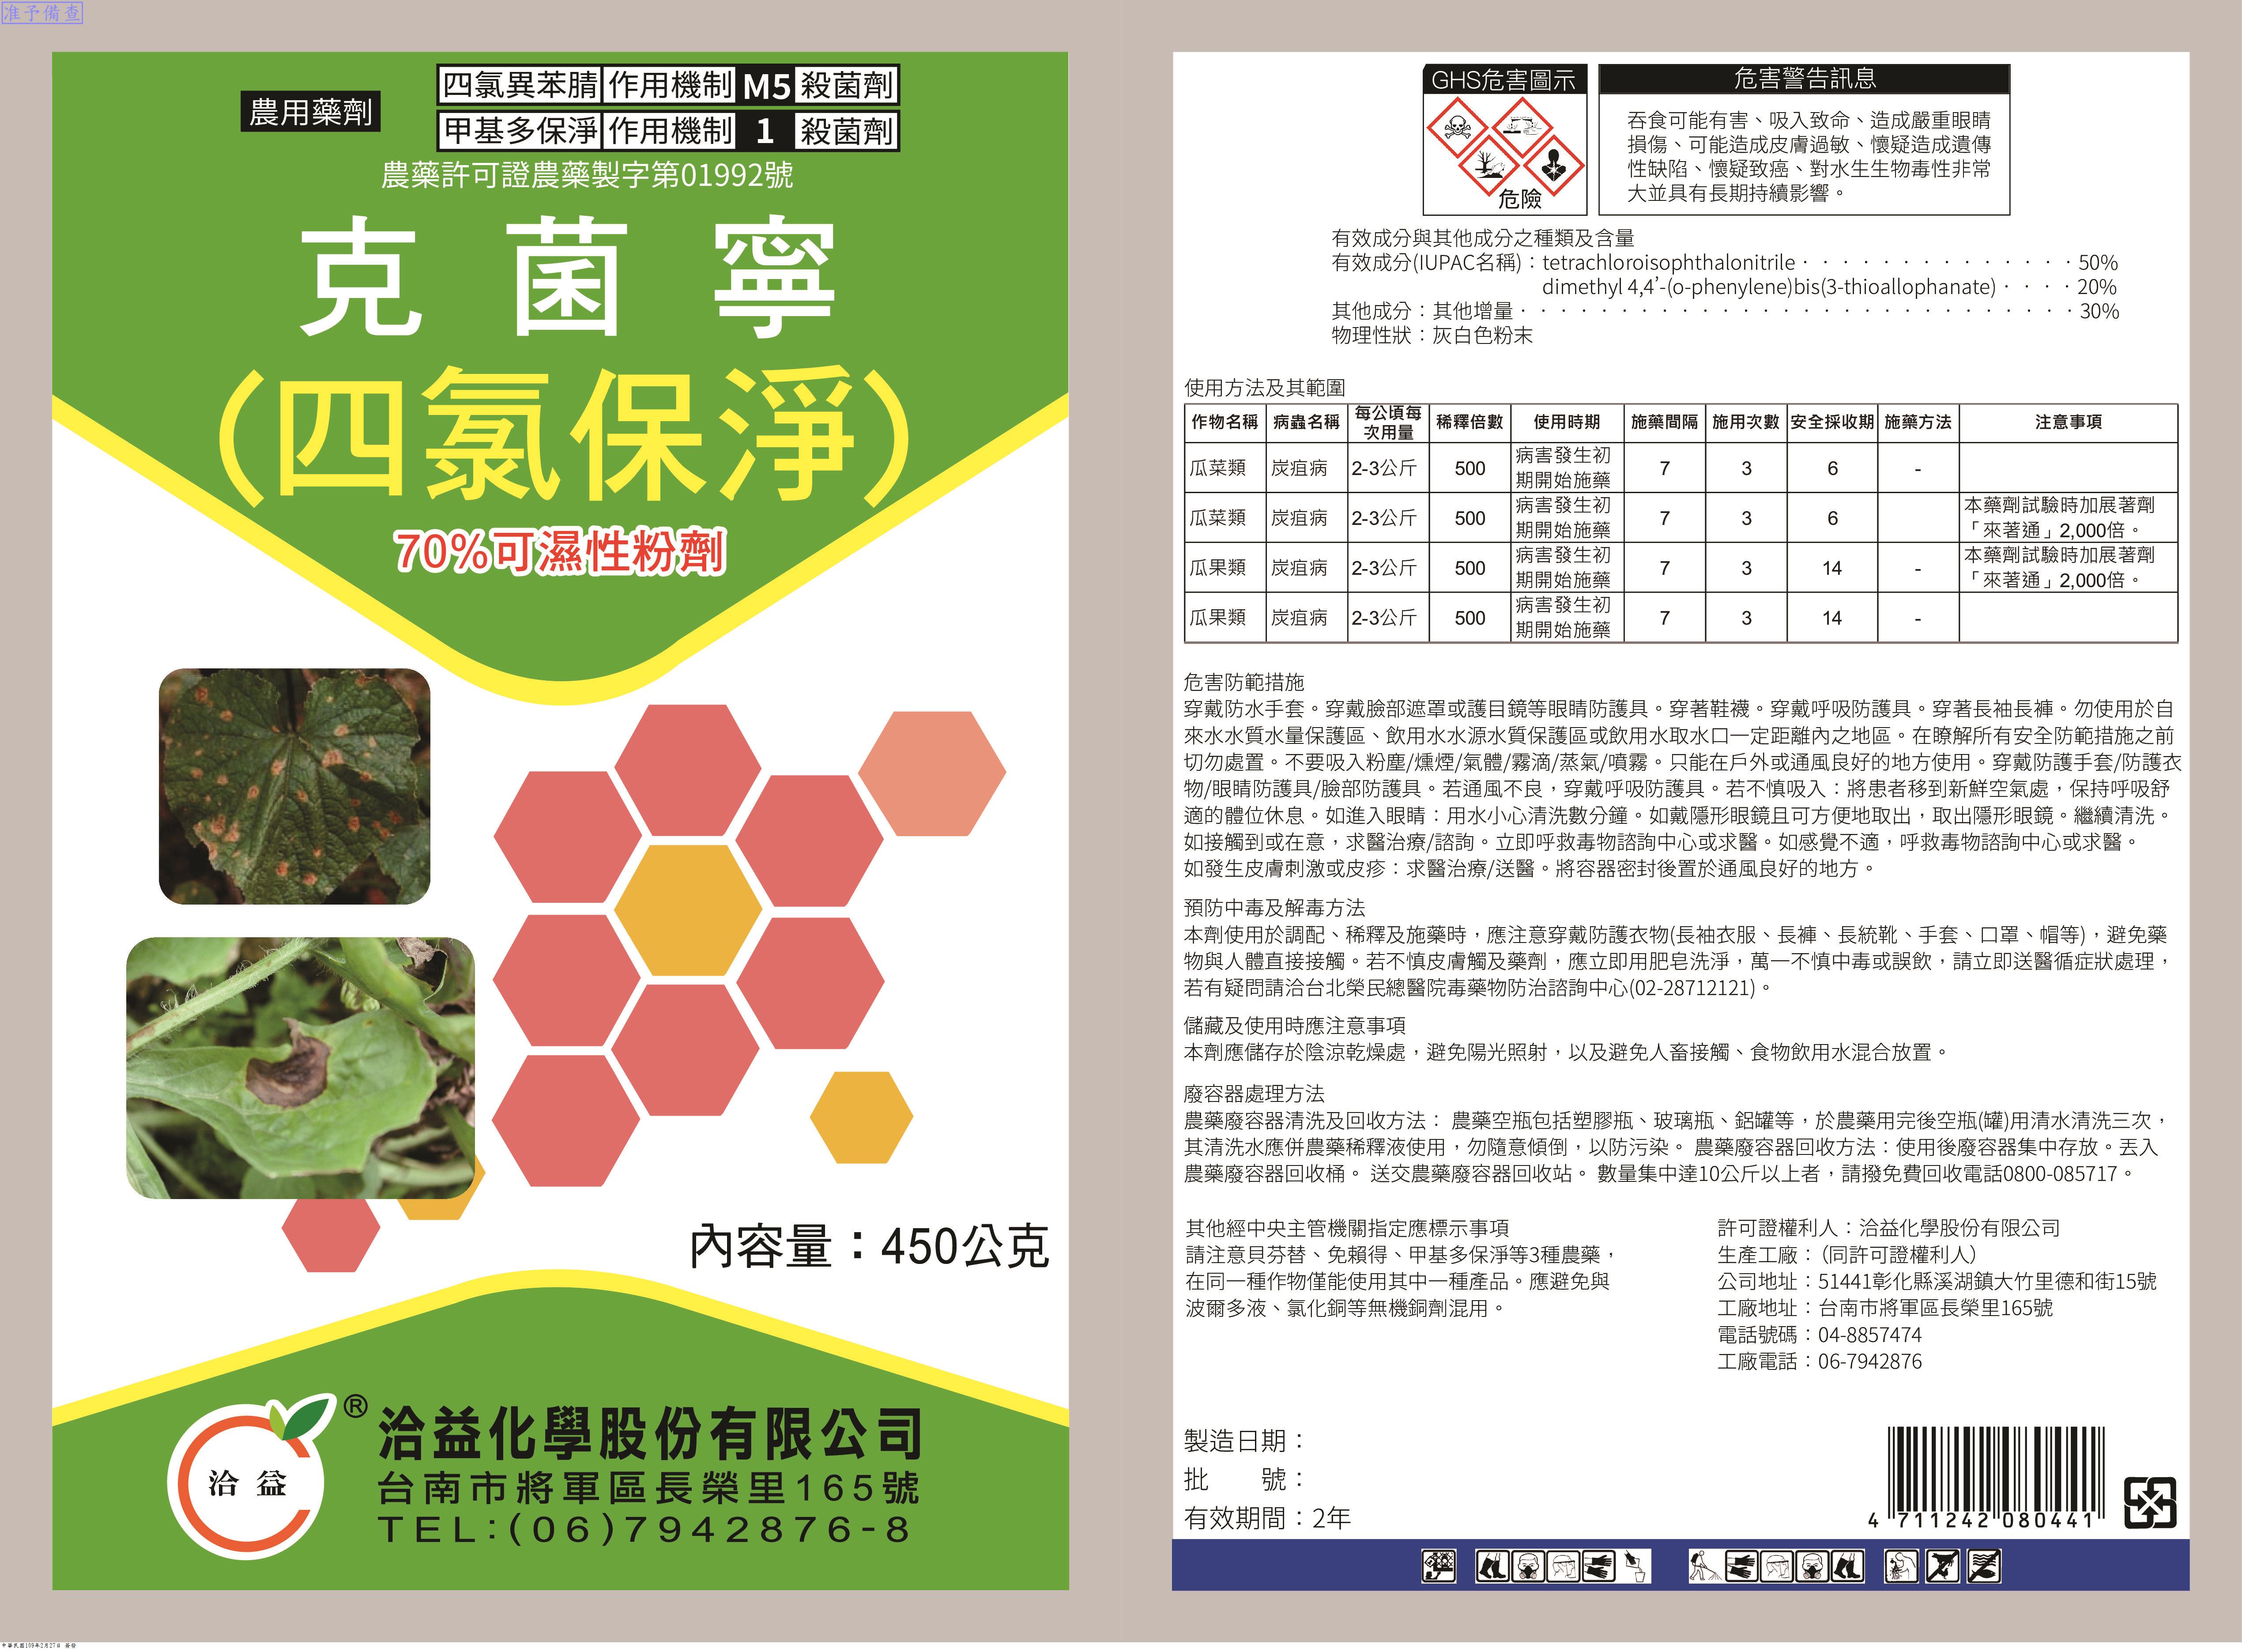 准予備查
農用藥劑
四氯異苯腈 作用機制 M5 殺菌劑
甲基多保淨 作用機制 1 殺菌劑
農藥許可證農藥製字第01992號
克菌寧
(四氯保淨)
70%可濕性粉劑
內容量：450公克
洽益
®
洽益化學股份有限公司
台南市將軍區長榮里165號
TEL:(06)7942876-8
GHS危害圖示
危險
危害警告訊息
吞食可能有害、吸入致命、造成嚴重眼睛
損傷、可能造成皮膚過敏、懷疑造成遺傳
性缺陷、懷疑致癌、對水生生物毒性非常
大並具有長期持續影響。
有效成分與其他成分之種類及含量
有效成分(IUPAC名稱)：tetrachloroisophthalonitrile · · · · · · · · · · · · · · 50%
dimethyl 4,4’-(o-phenylene)bis(3-thioallophanate) · · · · 20%
其他成分：其他增量 · · · · · · · · · · · · · · · · · · · · · · · · · · · · 30%
物理性狀：灰白色粉末
使用方法及其範圍
作物名稱 病蟲名稱 每公頃每次用量 稀釋倍數 使用時期 施藥間隔 施用次數 安全採收期 施藥方法 注意事項
瓜菜類 炭疽病 2-3公斤 500 病害發生初期開始施藥 7 3 6 -
瓜菜類 炭疽病 2-3公斤 500 病害發生初期開始施藥 7 3 6 本藥劑試驗時加展著劑「來著通」2,000倍。
瓜果類 炭疽病 2-3公斤 500 病害發生初期開始施藥 7 3 14 - 本藥劑試驗時加展著劑「來著通」2,000倍。
瓜果類 炭疽病 2-3公斤 500 病害發生初期開始施藥 7 3 14 -
危害防範措施
穿戴防水手套。穿戴臉部遮罩或護目鏡等眼睛防護具。穿著鞋襪。穿戴呼吸防護具。穿著長袖長褲。勿使用於自
來水水質水量保護區、飲用水水源水質保護區或飲用水取水口一定距離內之地區。在瞭解所有安全防範措施之前
切勿處置。不要吸入粉塵/燻煙/氣體/霧滴/蒸氣/噴霧。只能在戶外或通風良好的地方使用。穿戴防護手套/防護衣
物/眼睛防護具/臉部防護具。若通風不良，穿戴呼吸防護具。若不慎吸入：將患者移到新鮮空氣處，保持呼吸舒
適的體位休息。如進入眼睛：用水小心清洗數分鐘。如戴隱形眼鏡且可方便地取出，取出隱形眼鏡。繼續清洗。
如接觸到或在意，求醫治療/諮詢。立即呼救毒物諮詢中心或求醫。如感覺不適，呼救毒物諮詢中心或求醫。
如發生皮膚刺激或皮疹：求醫治療/送醫。將容器密封後置於通風良好的地方。
預防中毒及解毒方法
本劑使用於調配、稀釋及施藥時，應注意穿戴防護衣物(長袖衣服、長褲、長統靴、手套、口罩、帽等)，避免藥
物與人體直接接觸。若不慎皮膚觸及藥劑，應立即用肥皂洗淨，萬一不慎中毒或誤飲，請立即送醫循症狀處理，
若有疑問請洽台北榮民總醫院毒藥物防治諮詢中心(02-28712121)。
儲藏及使用時應注意事項
本劑應儲存於陰涼乾燥處，避免陽光照射，以及避免人畜接觸、食物飲用水混合放置。
廢容器處理方法
農藥廢容器清洗及回收方法： 農藥空瓶包括塑膠瓶、玻璃瓶、鋁罐等，於農藥用完後空瓶(罐)用清水清洗三次，
其清洗水應併農藥稀釋液使用，勿隨意傾倒，以防污染。 農藥廢容器回收方法：使用後廢容器集中存放。丟入
農藥廢容器回收桶。 送交農藥廢容器回收站。 數量集中達10公斤以上者，請撥免費回收電話0800-085717。
其他經中央主管機關指定應標示事項
請注意貝芬替、免賴得、甲基多保淨等3種農藥，
在同一種作物僅能使用其中一種產品。應避免與
波爾多液、氯化銅等無機銅劑混用。
許可證權利人：洽益化學股份有限公司
生產工廠：（同許可證權利人）
公司地址：51441彰化縣溪湖鎮大竹里德和街15號
工廠地址：台南市將軍區長榮里165號
電話號碼：04-8857474
工廠電話：06-7942876
製造日期：
批　　號：
有效期間：2年
4 711242 080441
中華民國109年2月27日 簽發